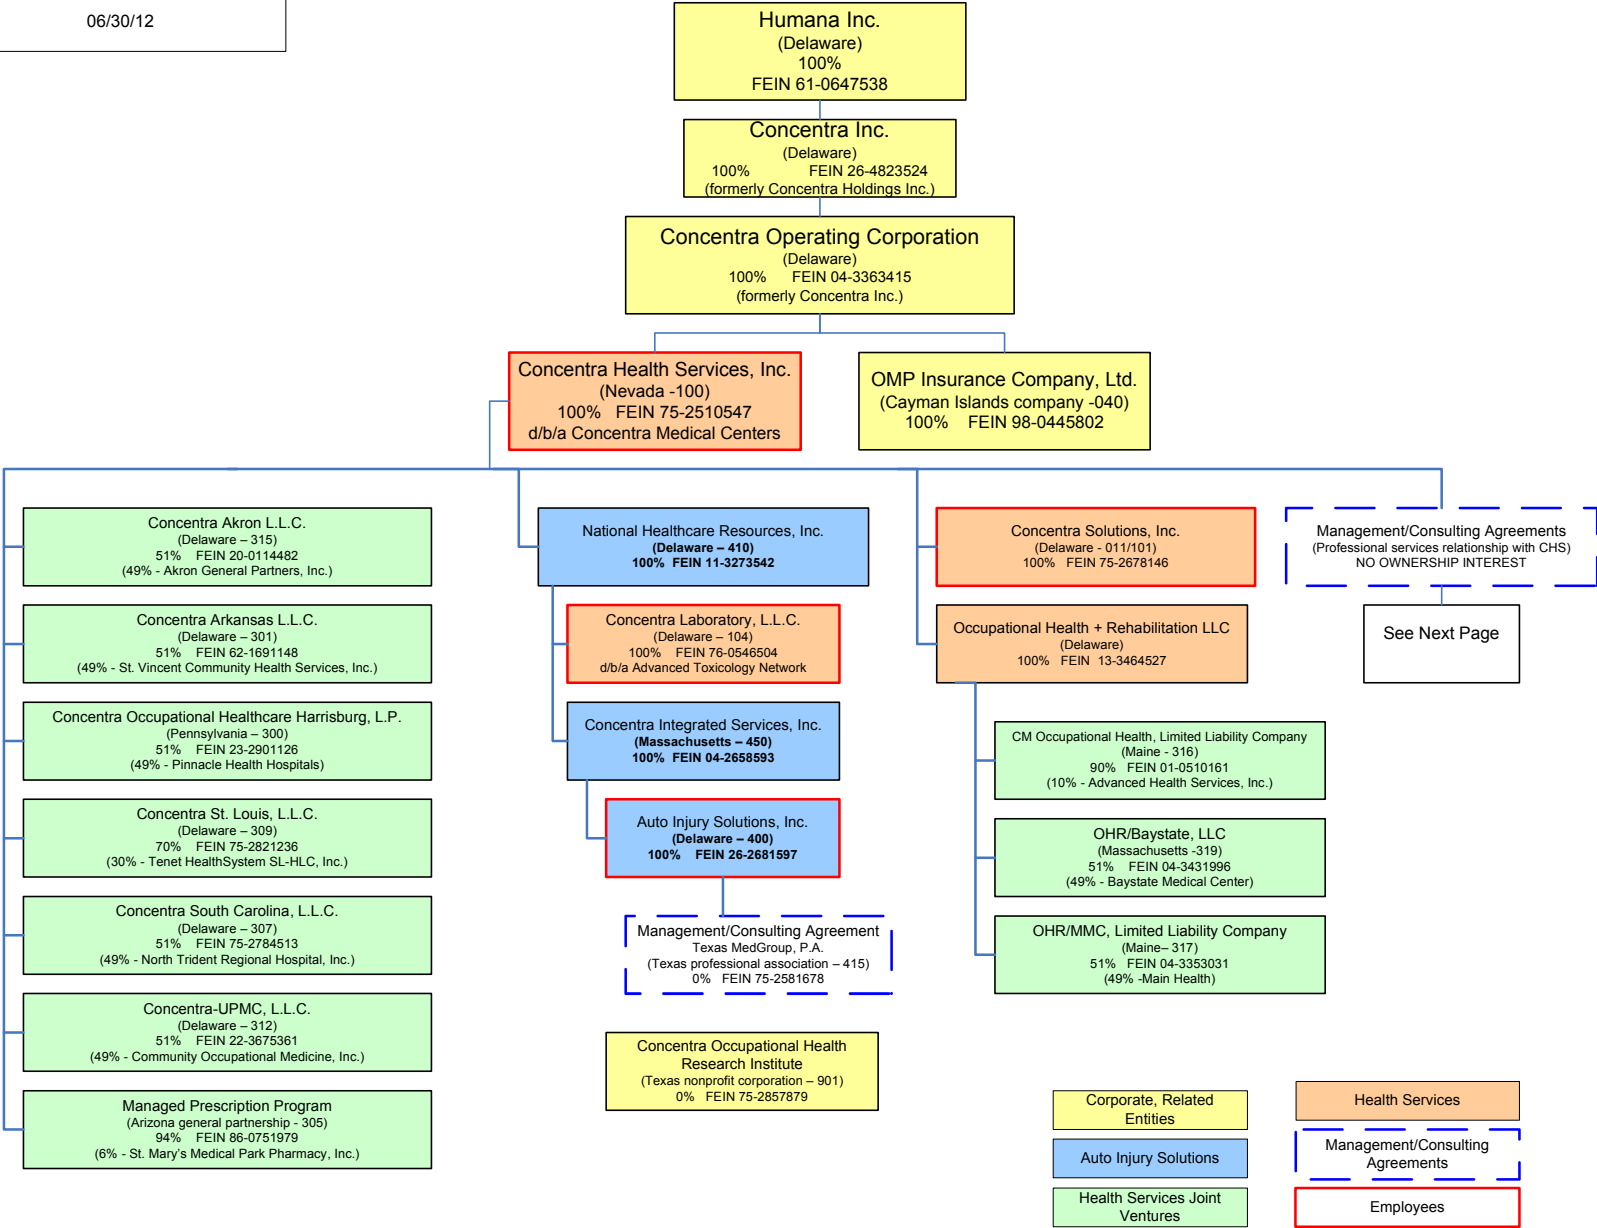 06/30/12
Humana Inc.
(Delaware)
100%
FEIN 61-0647538
Concentra Inc.
(Delaware)
100% FEIN 26-4823524
(formerly Concentra Holdings Inc.)
Concentra Operating Corporation
(Delaware)
100% FEIN 04-3363415
(formerly Concentra Inc.)
Concentra Health Services, Inc.
(Nevada -100)
100% FEIN 75-2510547
d/b/a Concentra Medical Centers
OMP Insurance Company, Ltd.
(Cayman Islands company -040)
100% FEIN 98-0445802
Concentra Akron L.L.C.
(Delaware – 315)
51% FEIN 20-0114482
(49% - Akron General Partners, Inc.)
Concentra Arkansas L.L.C.
(Delaware – 301)
51% FEIN 62-1691148
(49% - St. Vincent Community Health Services, Inc.)
Concentra Occupational Healthcare Harrisburg, L.P.
(Pennsylvania – 300)
51% FEIN 23-2901126
(49% - Pinnacle Health Hospitals)
Concentra St. Louis, L.L.C.
(Delaware – 309)
70% FEIN 75-2821236
(30% - Tenet HealthSystem SL-HLC, Inc.)
Concentra South Carolina, L.L.C.
(Delaware – 307)
51% FEIN 75-2784513
(49% - North Trident Regional Hospital, Inc.)
Concentra-UPMC, L.L.C.
(Delaware – 312)
51% FEIN 22-3675361
(49% - Community Occupational Medicine, Inc.)
Managed Prescription Program
(Arizona general partnership - 305)
94% FEIN 86-0751979
(6% - St. Mary's Medical Park Pharmacy, Inc.)
National Healthcare Resources, Inc.
(Delaware – 410)
100% FEIN 11-3273542
Concentra Laboratory, L.L.C.
(Delaware – 104)
100% FEIN 76-0546504
d/b/a Advanced Toxicology Network
Concentra Integrated Services, Inc.
(Massachusetts – 450)
100% FEIN 04-2658593
Auto Injury Solutions, Inc.
(Delaware – 400)
100% FEIN 26-2681597
Management/Consulting Agreement
Texas MedGroup, P.A.
(Texas professional association – 415)
0% FEIN 75-2581678
Concentra Occupational Health
Research Institute
(Texas nonprofit corporation – 901)
0% FEIN 75-2857879
Concentra Solutions, Inc.
(Delaware - 011/101)
100% FEIN 75-2678146
Occupational Health + Rehabilitation LLC
(Delaware)
100% FEIN 13-3464527
CM Occupational Health, Limited Liability Company
(Maine - 316)
90% FEIN 01-0510161
(10% - Advanced Health Services, Inc.)
OHR/Baystate, LLC
(Massachusetts -319)
51% FEIN 04-3431996
(49% - Baystate Medical Center)
OHR/MMC, Limited Liability Company
(Maine– 317)
51% FEIN 04-3353031
(49% -Main Health)
Management/Consulting Agreements
(Professional services relationship with CHS)
NO OWNERSHIP INTEREST
See Next Page
Corporate, Related
Entities
Auto Injury Solutions
Health Services Joint
Ventures
Health Services
Management/Consulting
Agreements
Employees